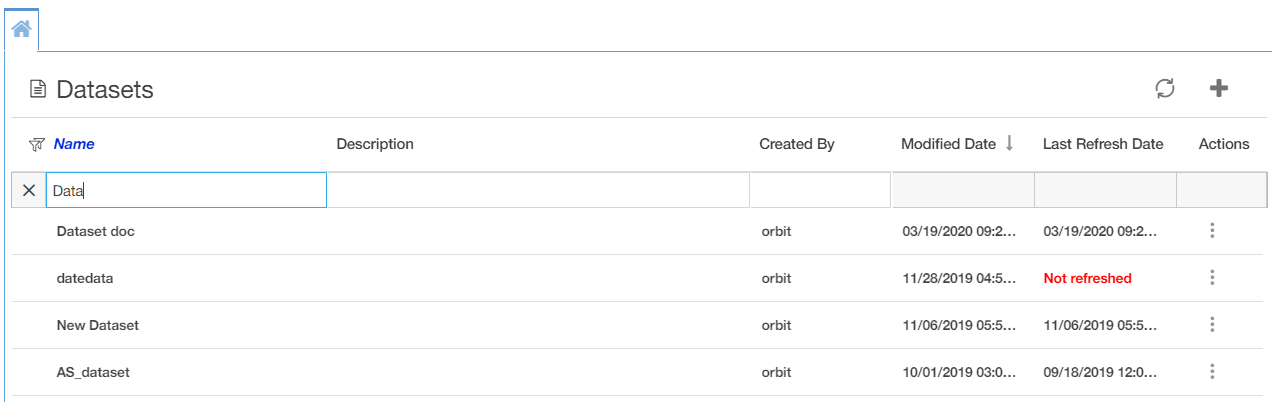 Datasets
Name Description Created By Modified Date Last Refresh Date Actions
Data
Dataset doc orbit 03/19/2020 09:2... 03/19/2020 09:2...
datedata orbit 11/28/2019 04:5... Not refreshed
New Dataset orbit 11/06/2019 05:5... 11/06/2019 05:5...
AS_dataset orbit 10/01/2019 03:0... 09/18/2019 12:0...